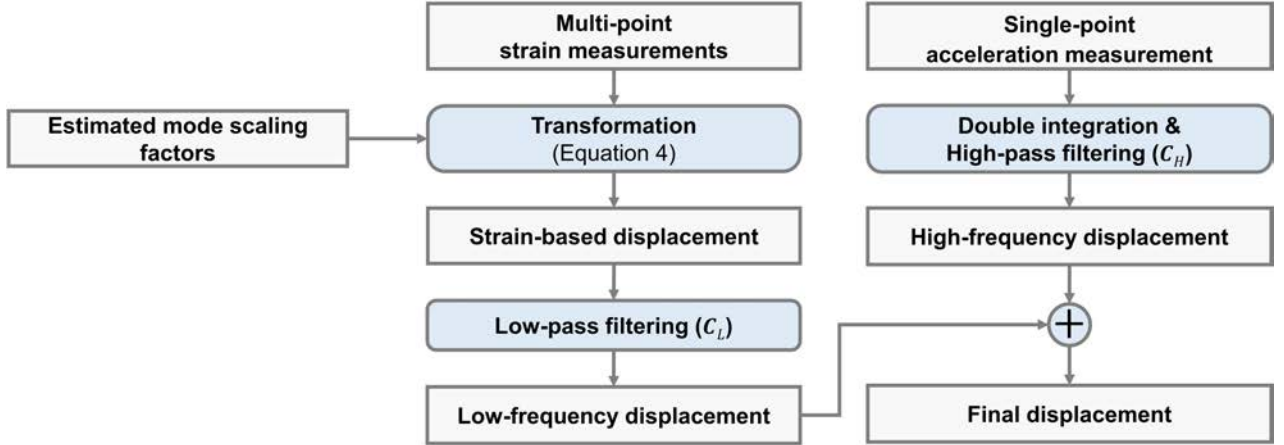 Multi-point
strain measurements
Single-point
acceleration measurement
Estimated mode scaling
factors
Transformation
(Equation 4)
Double integration &
High-pass filtering (C_H)
Strain-based displacement
High-frequency displacement
Low-pass filtering (C_L)
+
Low-frequency displacement
Final displacement